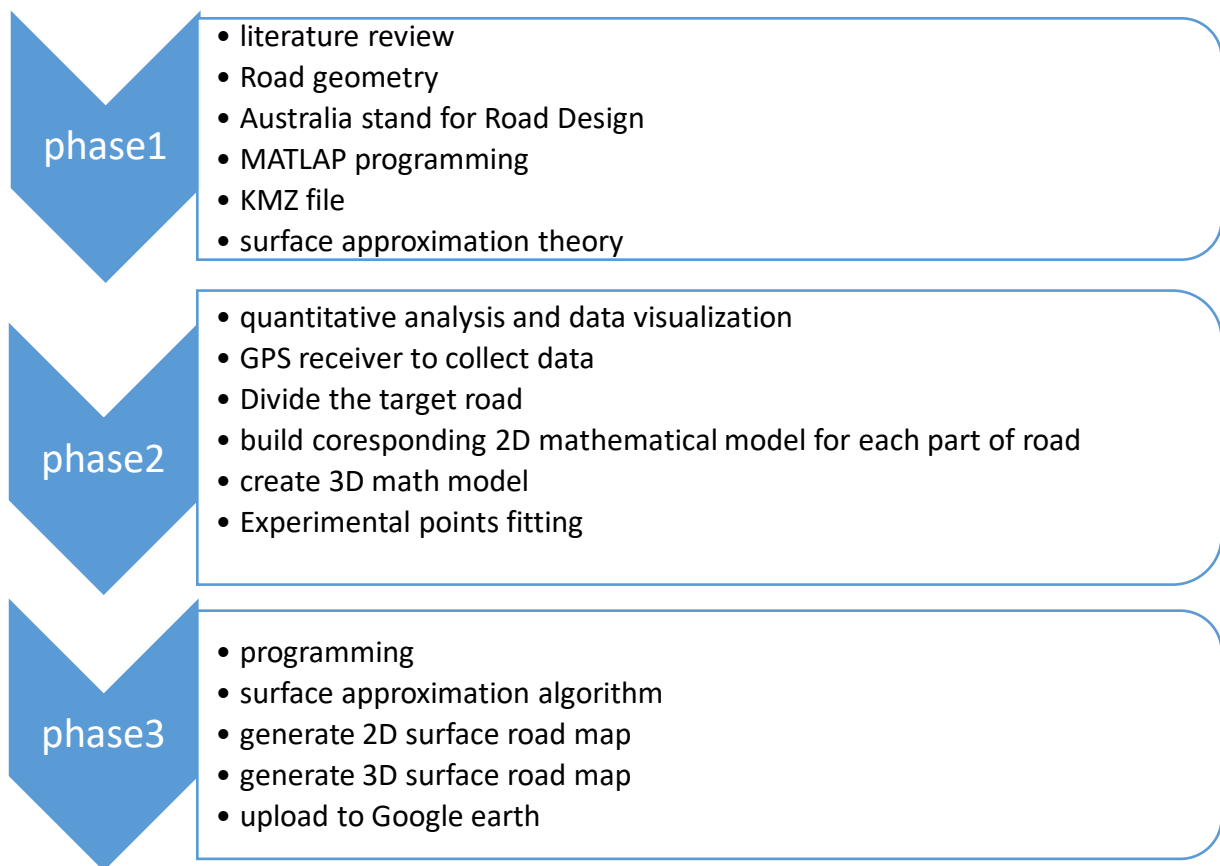 phase1
• literature review
• Road geometry
• Australia stand for Road Design
• MATLAP programming
• KMZ file
• surface approximation theory
phase2
• quantitative analysis and data visualization
• GPS receiver to collect data
• Divide the target road
• build coresponding 2D mathematical model for each part of road
• create 3D math model
• Experimental points fitting
phase3
• programming
• surface approximation algorithm
• generate 2D surface road map
• generate 3D surface road map
• upload to Google earth